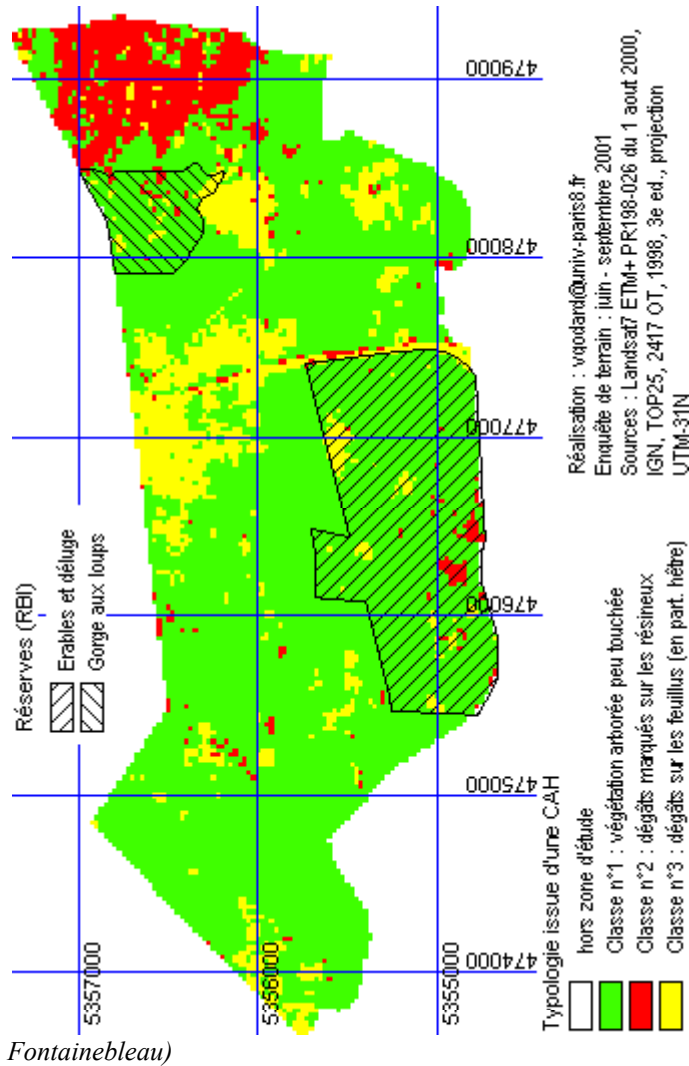 Réserves (RBI)
Erables et déluge
Gorge aux loups
5357000
5356000
5355000
474000
475000
476000
477000
478000
479000
Typologie issue d'une CAH
hors zone d'étude
Classe n°1 : végétation arborée peu touchée
Classe n°2 : dégâts marqués sur les résineux
Classe n°3 : dégâts sur les feuillus (en part. hêtre)
Réalisation : vgodard@univ-paris8.fr
Enquête de terrain : juin - septembre 2001
Sources : Landsat7 ETM+ PR198-026 du 1 aout 2000,
IGN, TOP25, 2417 OT, 1998, 3e ed., projection
UTM-31N
Fontainebleau)